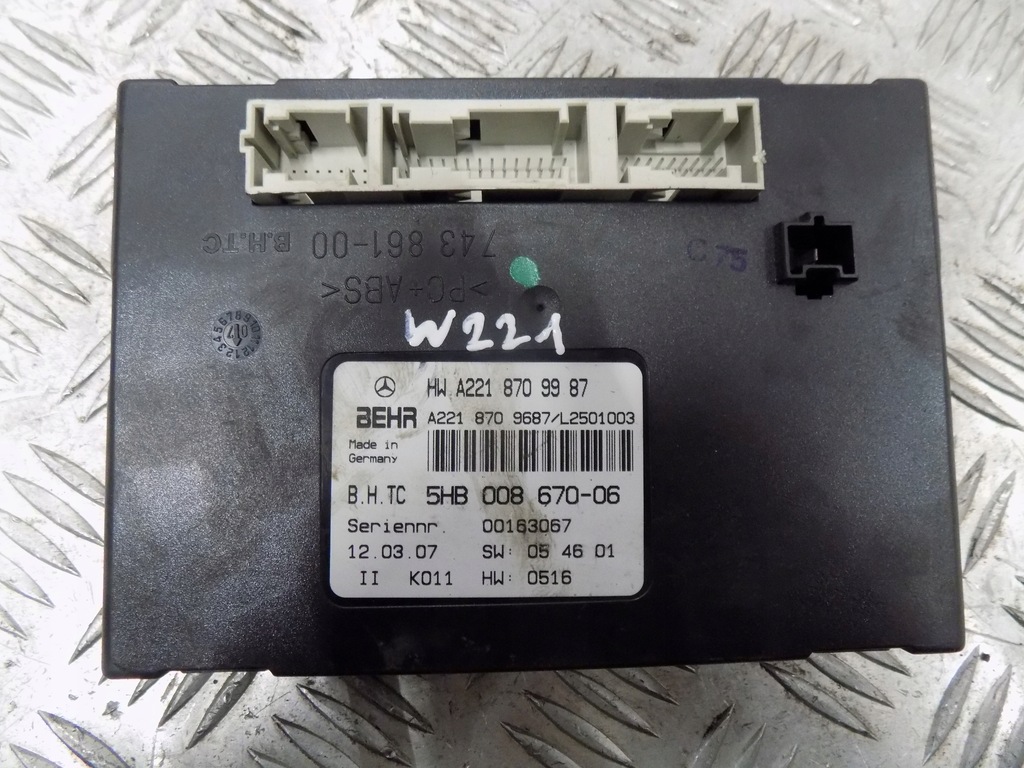 743 861-00 B.H.TC
C75
>PC+ABS<
W221
HW A221 870 99 87
BEHR A221 870 9687/L2501003
Made in
Germany
B.H.TC 5HB 008 670-06
Seriennr. 00163067
12.03.07 SW: 05 46 01
II K011 HW: 0516